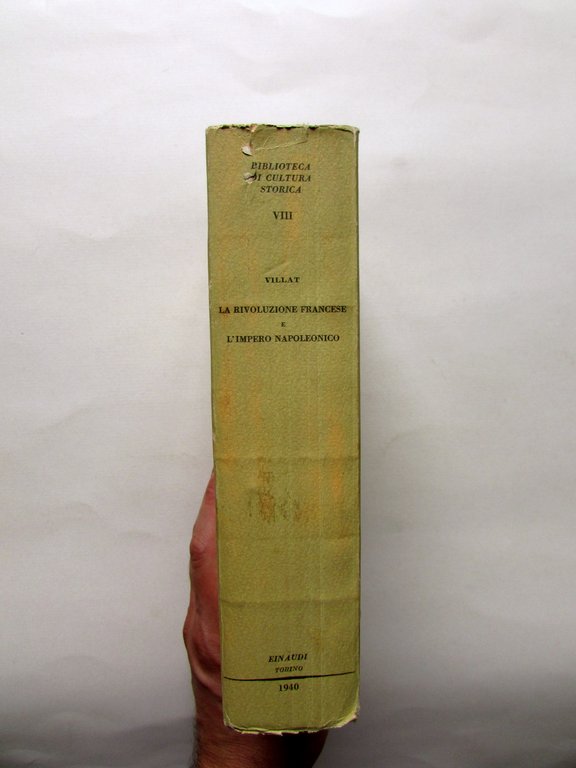 BIBLIOTECA
DI CULTURA
STORICA
VIII
VILLAT
LA RIVOLUZIONE FRANCESE
E
L'IMPERO NAPOLEONICO
EINAUDI
TORINO
1940